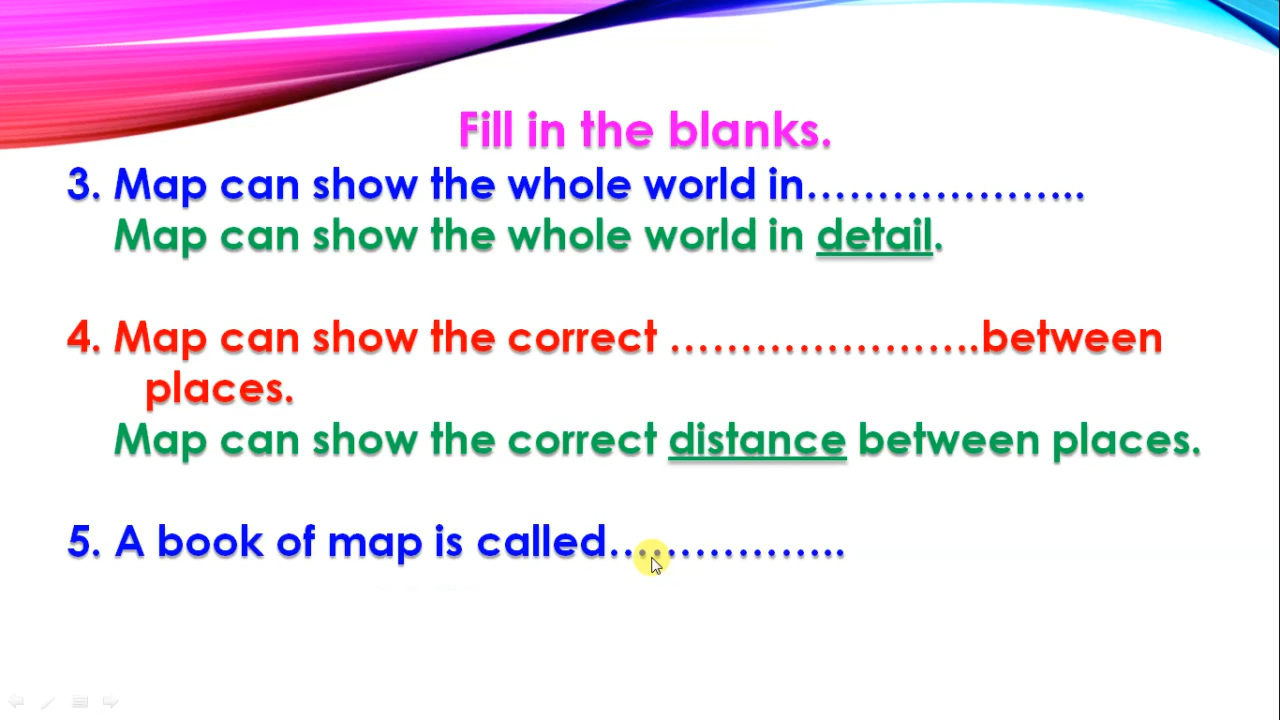 Fill in the blanks.
3. Map can show the whole world in………………...
Map can show the whole world in detail.
4. Map can show the correct ………………….between
places.
Map can show the correct distance between places.
5. A book of map is called……………..